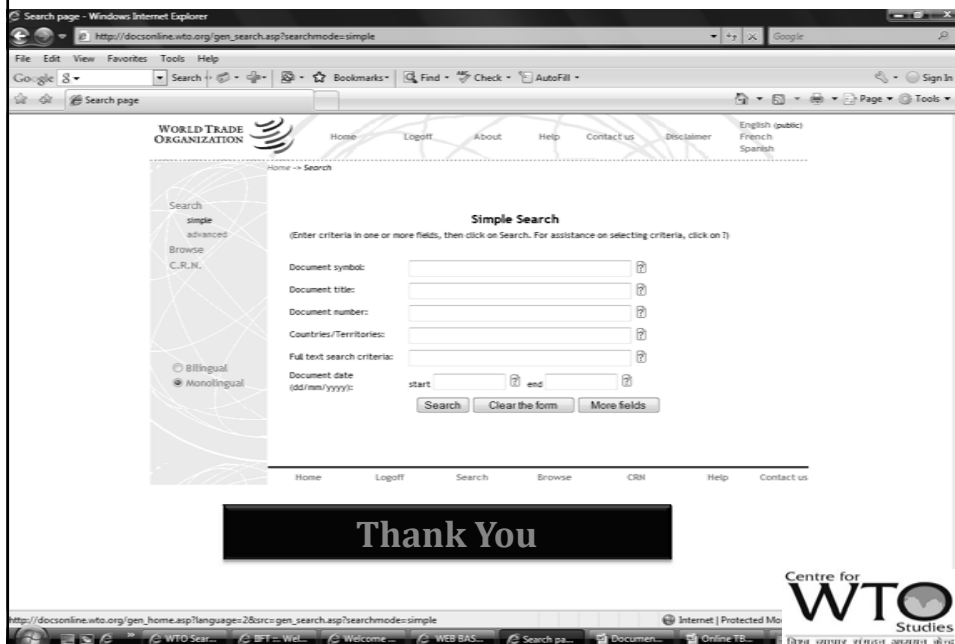 Search page - Windows Internet Explorer
http://docsonline.wto.org/gen_search.asp?searchmode=simple
Google
File Edit View Favorites Tools Help
Google Search Bookmarks Find Check AutoFill Sign In
Search page Page Tools
WORLD TRADE ORGANIZATION
Home Logoff About Help Contact us Disclaimer
English (public)
French
Spanish
Home -> Search
Search
simple
advanced
Browse
C.R.N.
Bilingual
Monolingual
Simple Search
(Enter criteria in one or more fields, then click on Search. For assistance on selecting criteria, click on ?)
Document symbol:
Document title:
Document number:
Countries/Territories:
Full text search criteria:
Document date (dd/mm/yyyy): start end
Search Clear the form More fields
Home Logoff Search Browse CRN Help Contact us
Thank You
Centre for
WTO
Studies
विश्व व्यापार संगठन अध्ययन केन्द्र
http://docsonline.wto.org/gen_home.asp?language=2&src=gen_search.asp?searchmode=simple
Internet | Protected Mo
WTO Sear... IIFT :: Wel... Welcome ... WEB BAS... Search pa... Documen... Online TB...